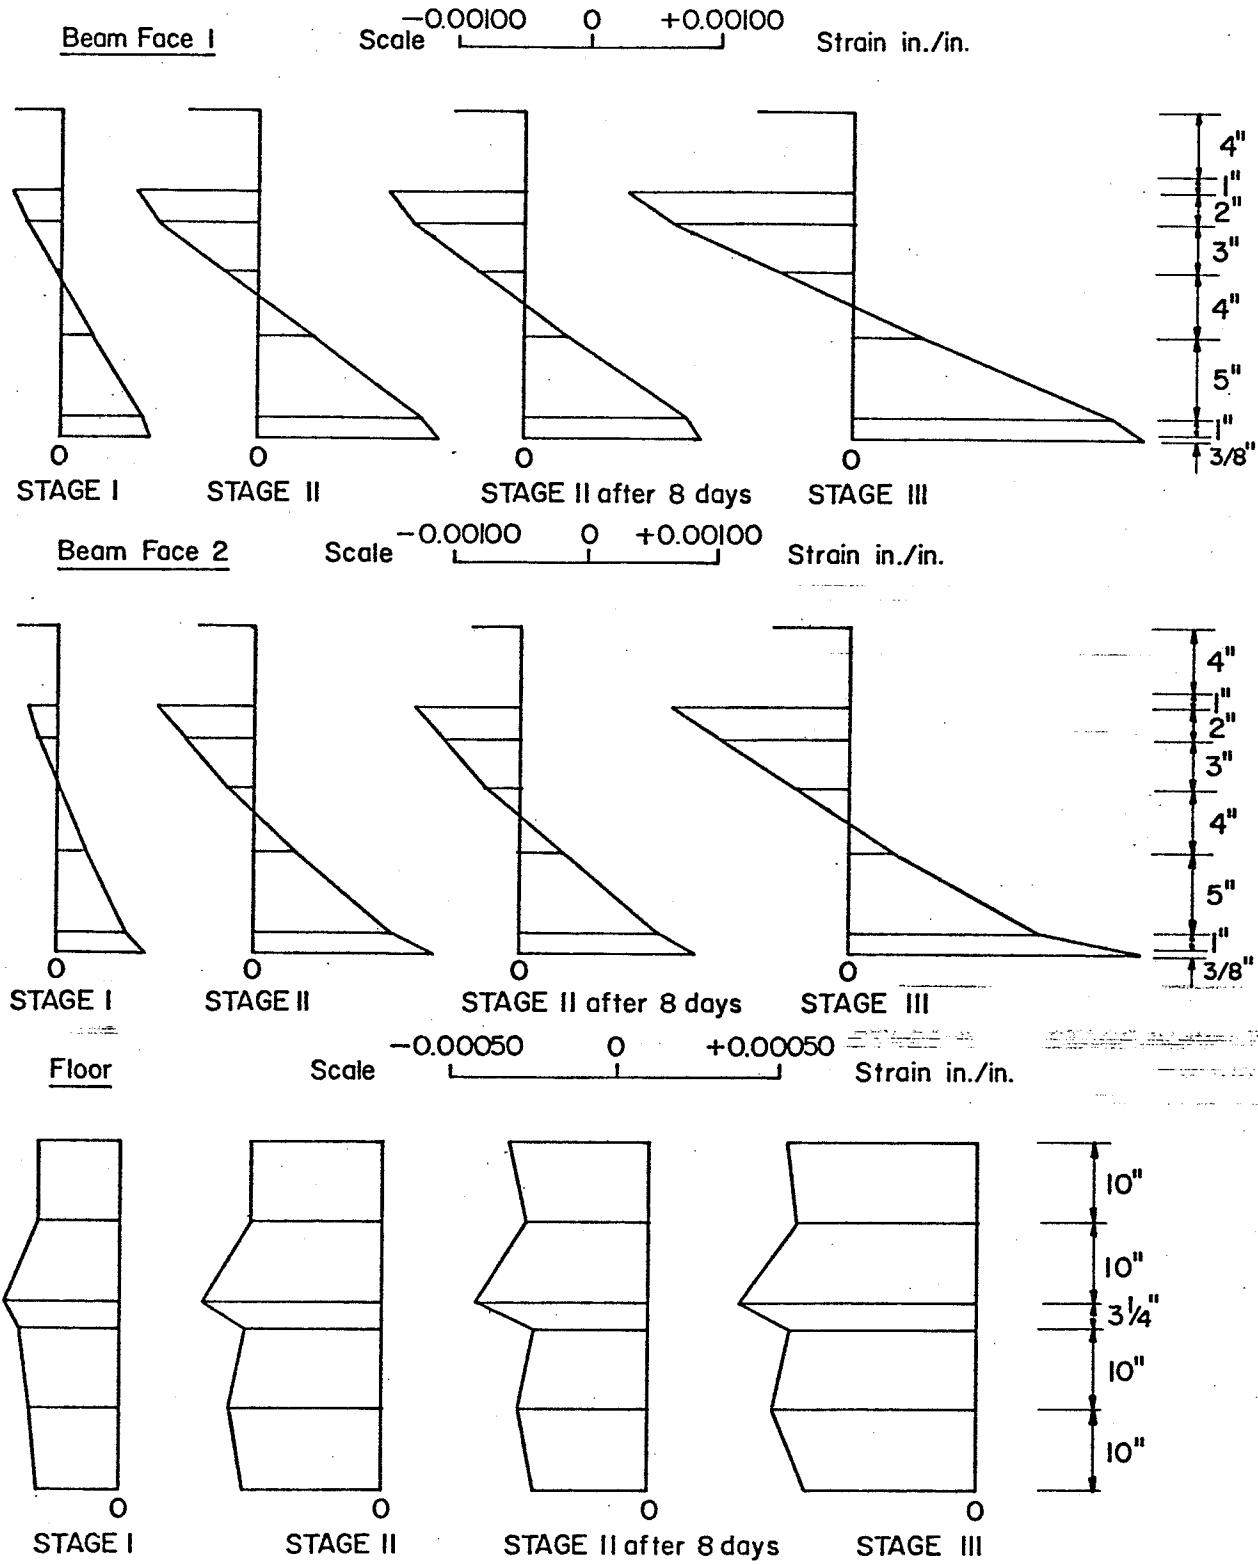 −0.00100 0 +0.00100
Beam Face 1 Scale Strain in./in.
4"
1"
2"
3"
4"
5"
1"
3/8"
0 0 0 0
STAGE I STAGE II STAGE II after 8 days STAGE III
−0.00100 0 +0.00100
Beam Face 2 Scale Strain in./in.
4"
1"
2"
3"
4"
5"
1"
3/8"
0 0 0 0
STAGE I STAGE II STAGE II after 8 days STAGE III
−0.00050 0 +0.00050
Floor Scale Strain in./in.
10"
10"
3 1/4"
10"
10"
0 0 0 0
STAGE I STAGE II STAGE II after 8 days STAGE III